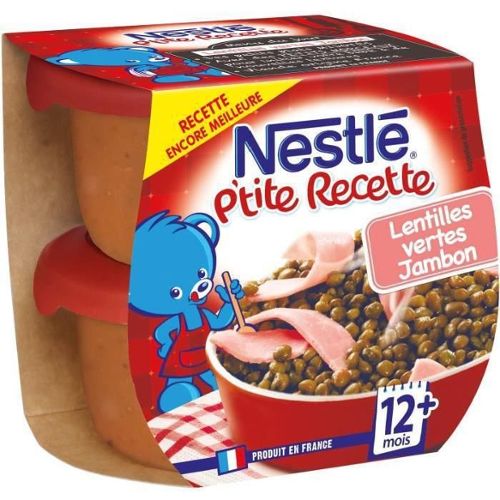 RECETTE
ENCORE MEILLEURE
Nestlé®
P'tite Recette
Lentilles
vertes
Jambon
12+
mois
PRODUIT EN FRANCE